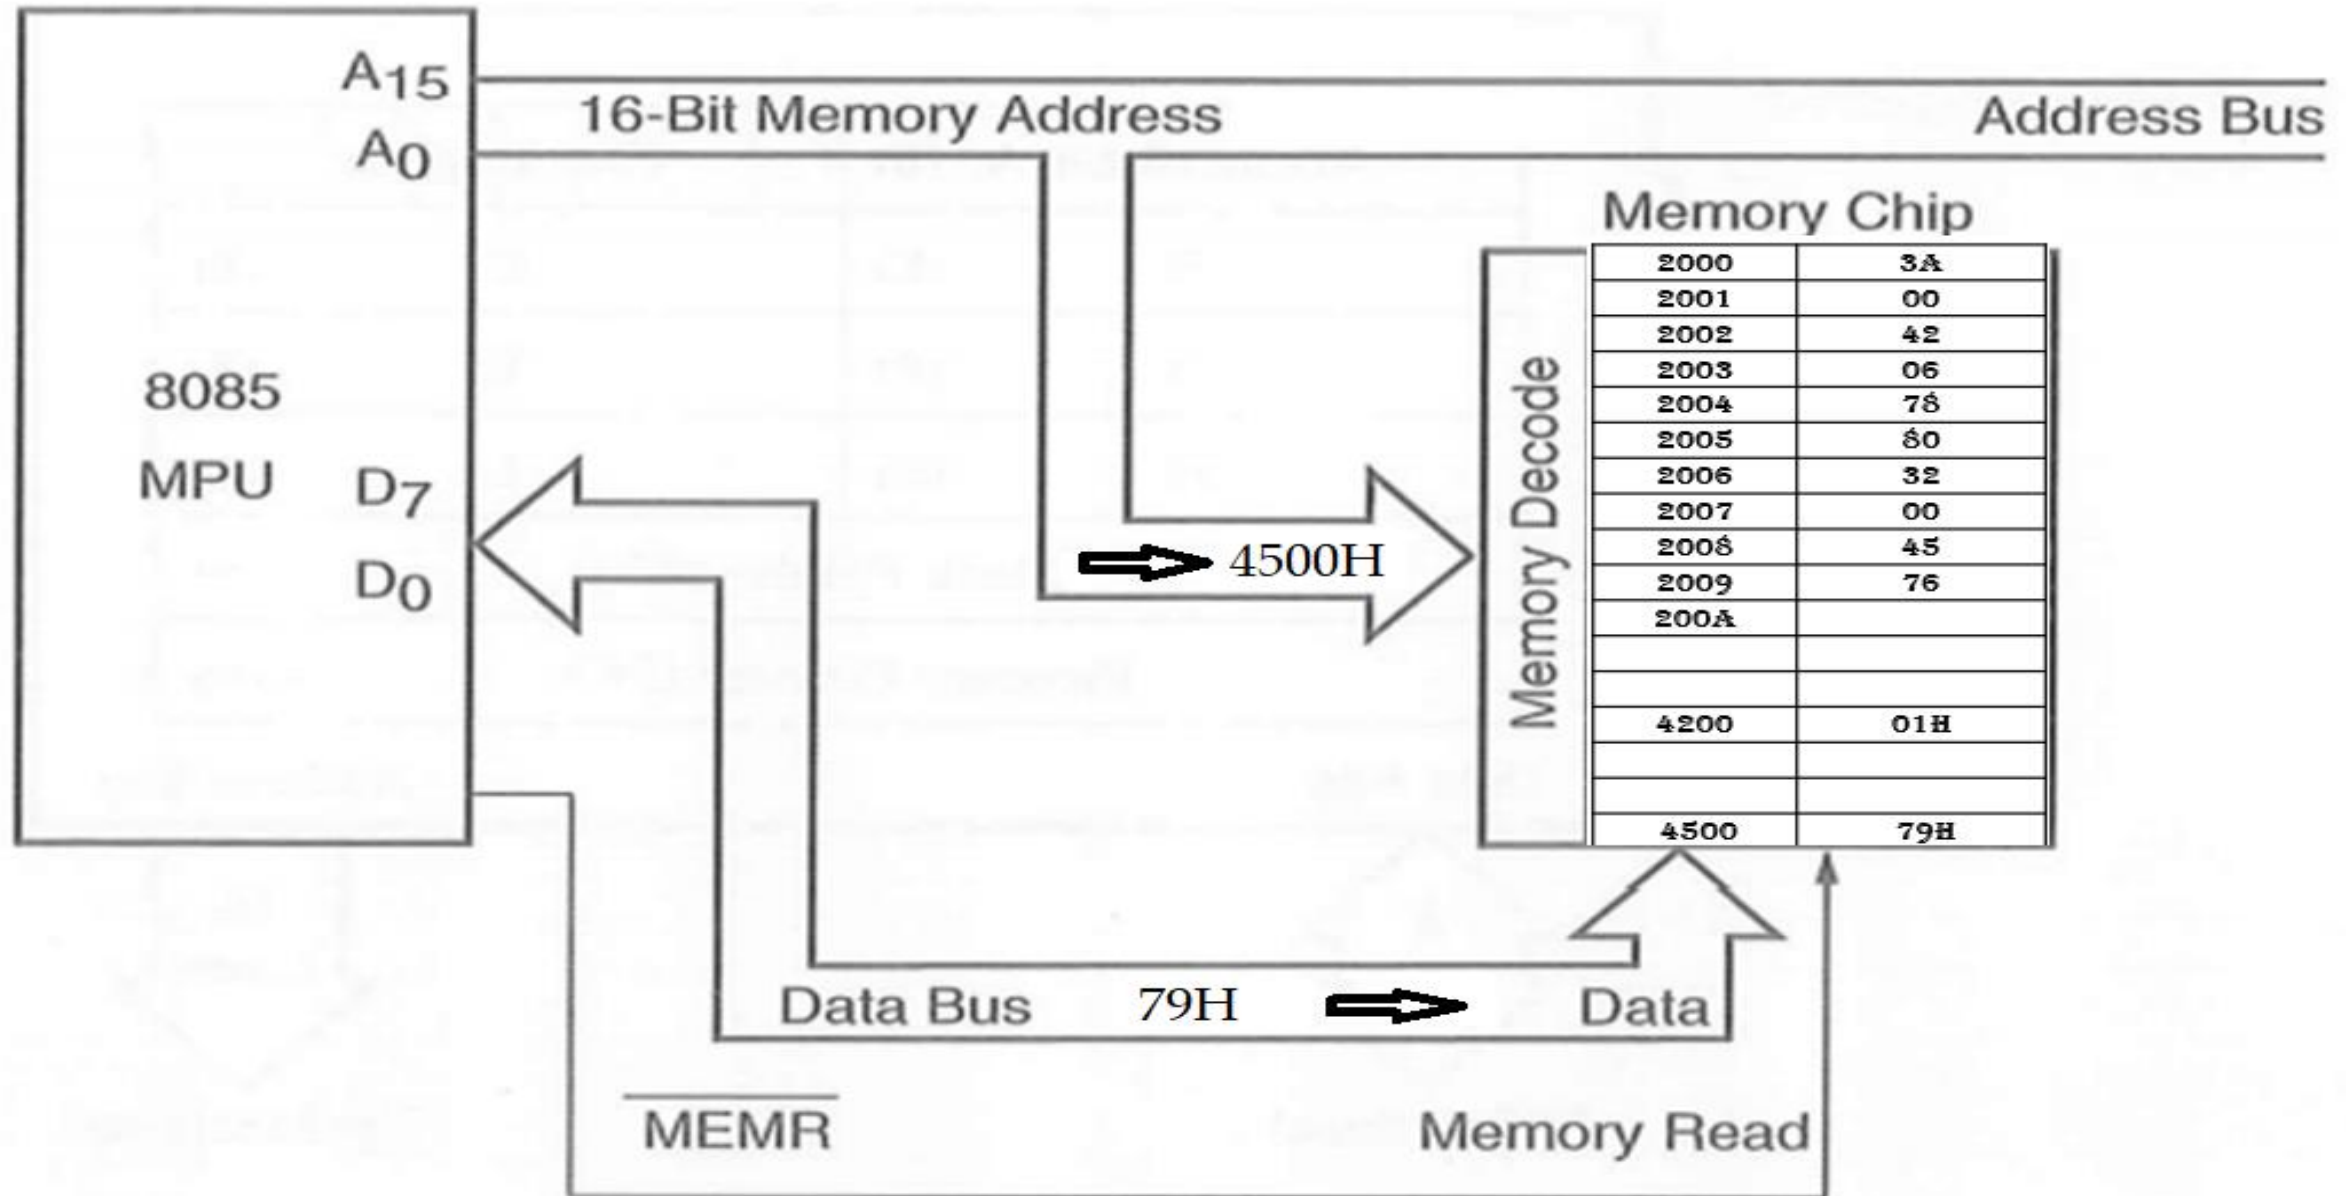 A15
16-Bit Memory Address
Address Bus
A0
Memory Chip
8085
MPU
D7
D0
4500H
Memory Decode
2000 3A
2001 00
2002 42
2003 06
2004 78
2005 80
2006 32
2007 00
2008 45
2009 76
200A
4200 01H
4500 79H
Data Bus 79H Data
MEMR
Memory Read